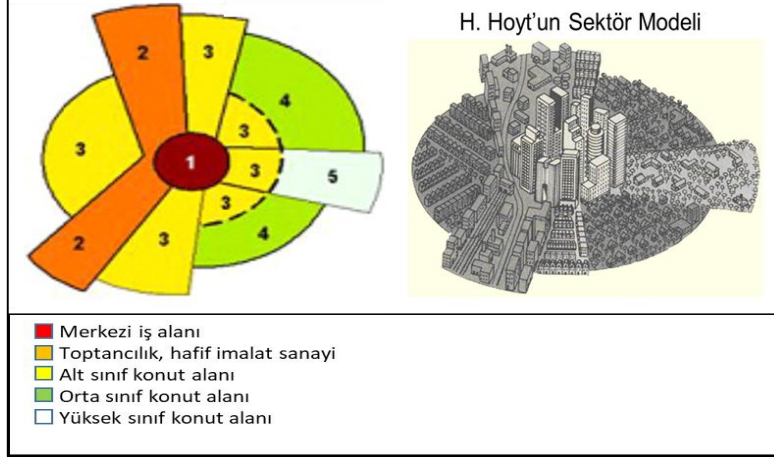 H. Hoyt'un Sektör Modeli
2
3
4
3
3
1
3
5
3
4
2
3
Merkezi iş alanı
Toptancılık, hafif imalat sanayi
Alt sınıf konut alanı
Orta sınıf konut alanı
Yüksek sınıf konut alanı